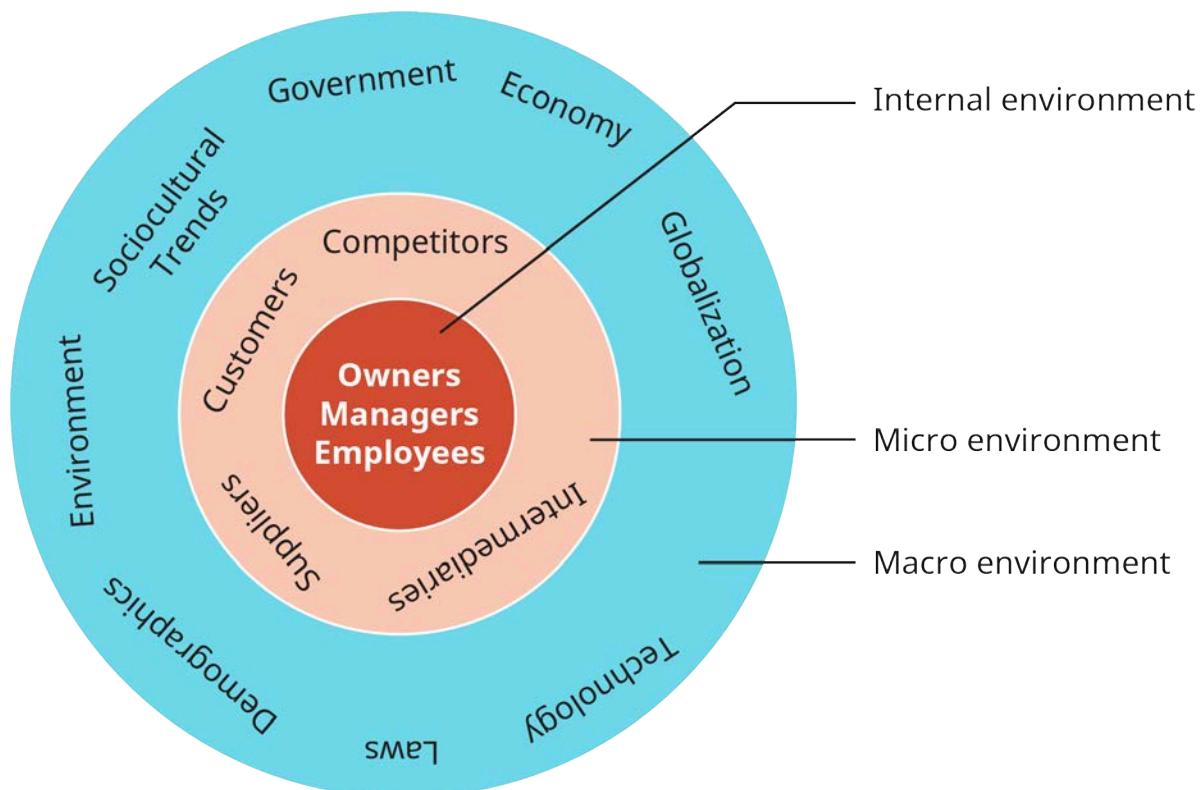 Government
Economy
Globalization
Technology
Laws
Demographics
Environment
Sociocultural
Trends
Competitors
Intermediaries
Suppliers
Customers
Owners
Managers
Employees
Internal environment
Micro environment
Macro environment